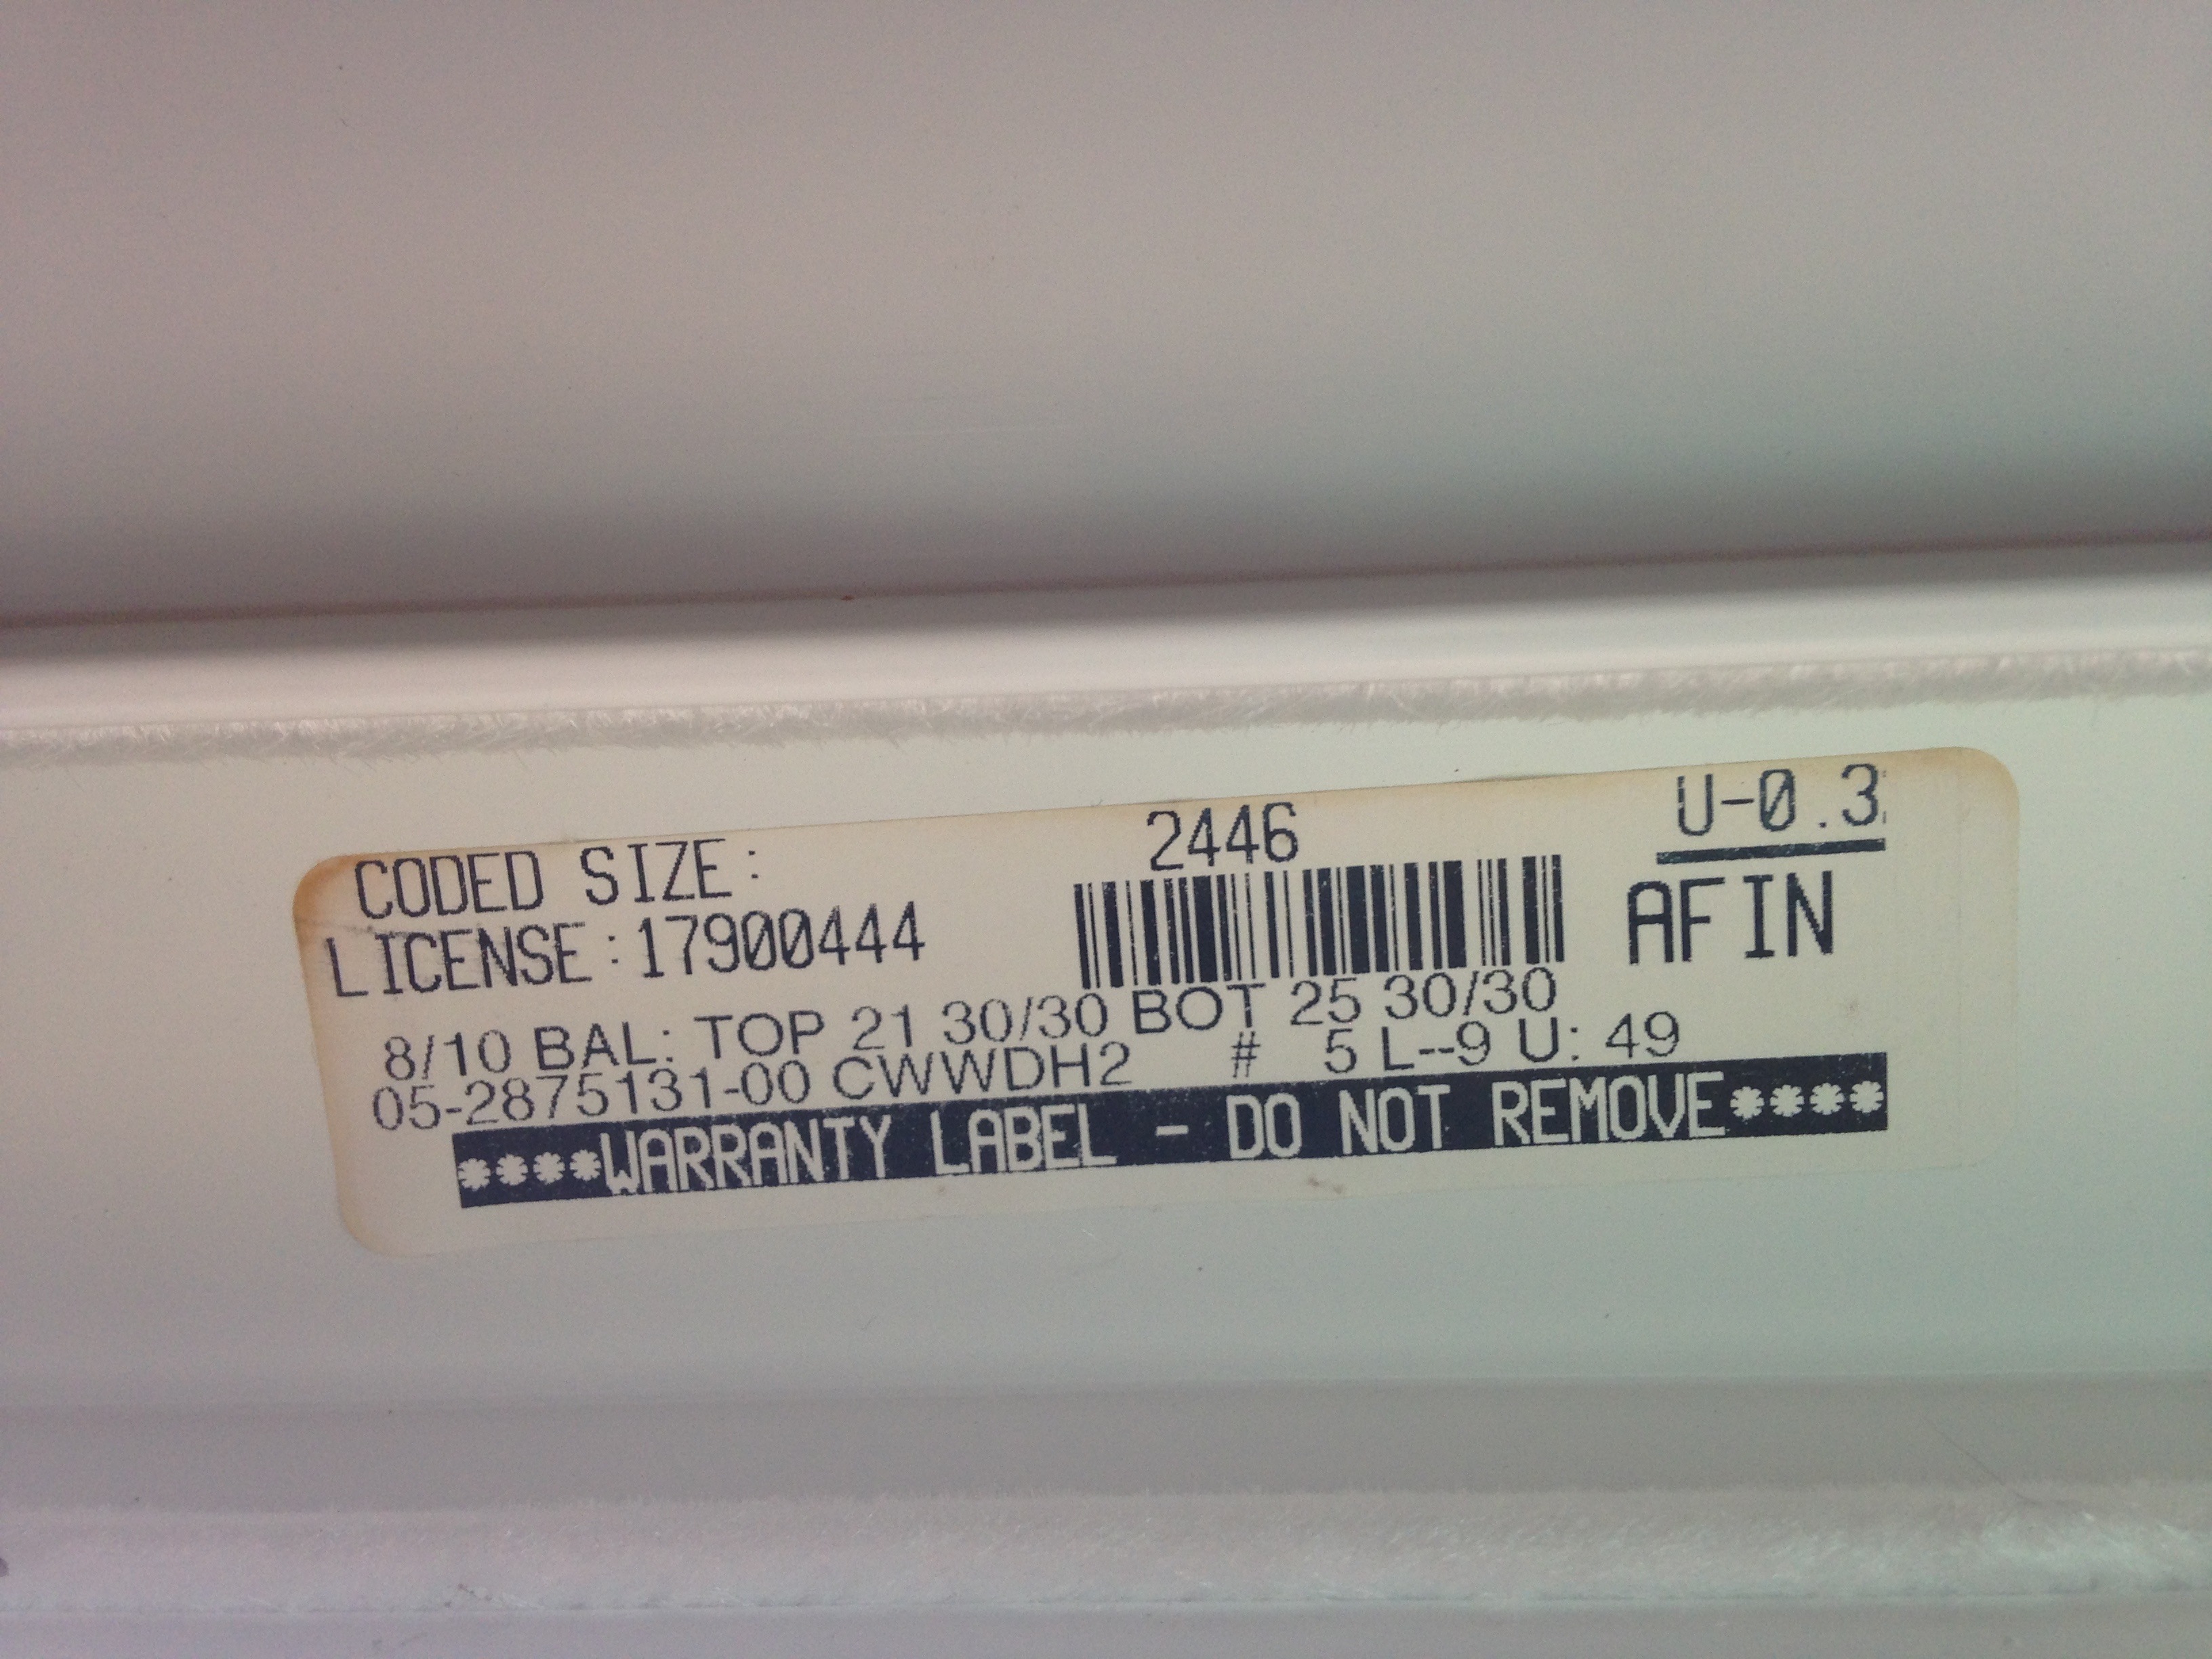 CODED SIZE: 2446 U-0.3
LICENSE:17900444 AFIN
8/10 BAL: TOP 21 30/30 BOT 25 30/30
05-2875131-00 CWWDH2 # 5 L--9 U: 49
****WARRANTY LABEL - DO NOT REMOVE****